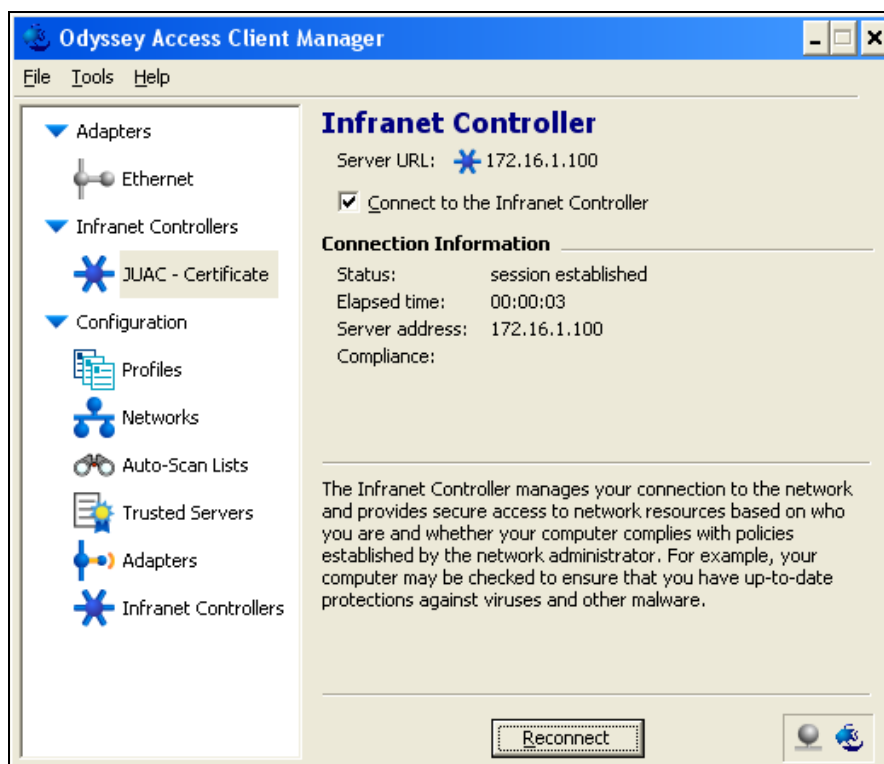 Odyssey Access Client Manager
File Tools Help
Adapters
Ethernet
Infranet Controllers
JUAC - Certificate
Configuration
Profiles
Networks
Auto-Scan Lists
Trusted Servers
Adapters
Infranet Controllers
Infranet Controller
Server URL: 172.16.1.100
Connect to the Infranet Controller
Connection Information
Status: session established
Elapsed time: 00:00:03
Server address: 172.16.1.100
Compliance:
The Infranet Controller manages your connection to the network
and provides secure access to network resources based on who
you are and whether your computer complies with policies
established by the network administrator. For example, your
computer may be checked to ensure that you have up-to-date
protections against viruses and other malware.
Reconnect